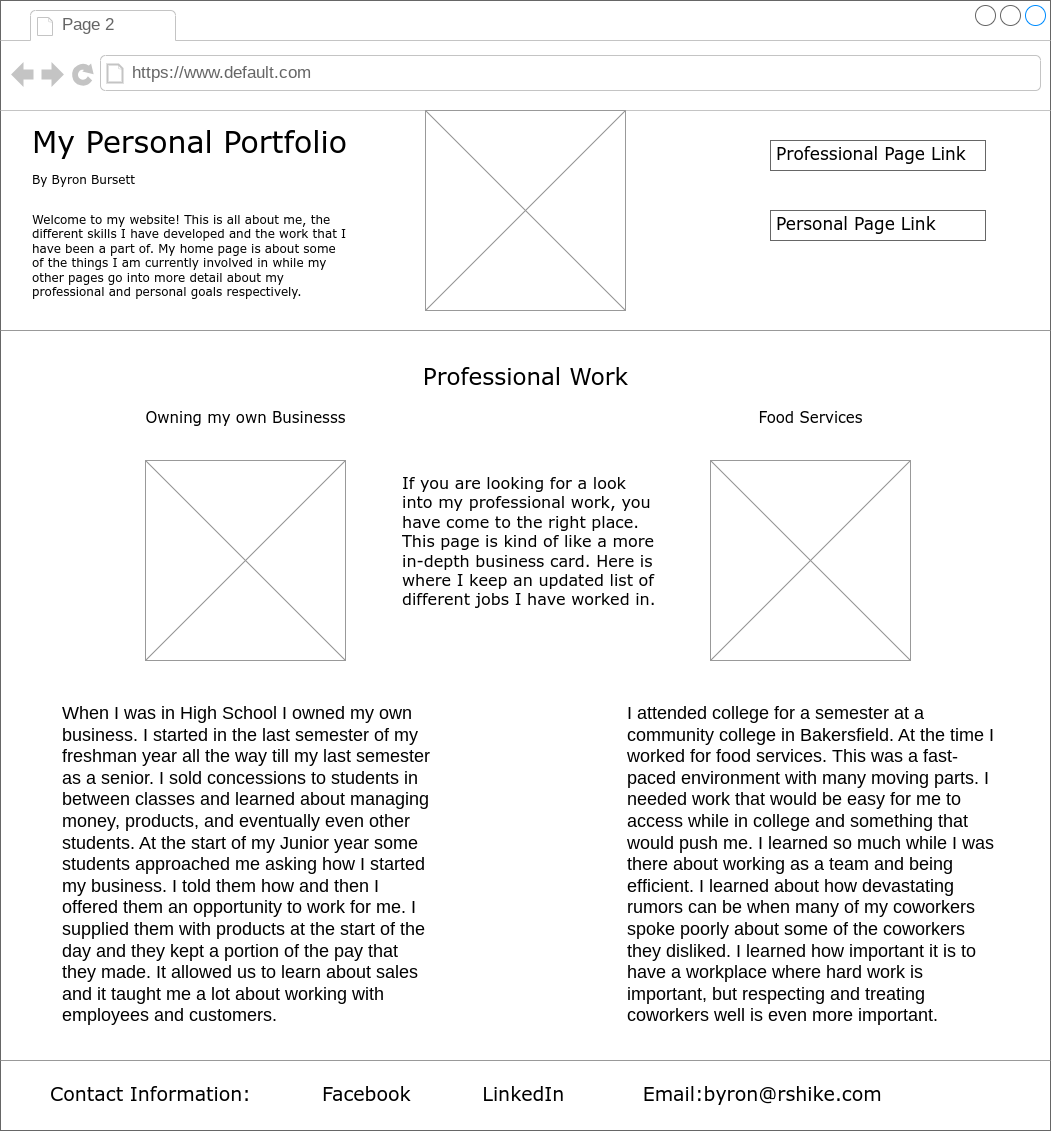 Page 2
https://www.default.com
My Personal Portfolio
By Byron Bursett
Welcome to my website! This is all about me, the
different skills I have developed and the work that I
have been a part of. My home page is about some
of the things I am currently involved in while my
other pages go into more detail about my
professional and personal goals respectively.
Professional Page Link
Personal Page Link
Professional Work
Owning my own Businesss
Food Services
If you are looking for a look
into my professional work, you
have come to the right place.
This page is kind of like a more
in-depth business card. Here is
where I keep an updated list of
different jobs I have worked in.
When I was in High School I owned my own
business. I started in the last semester of my
freshman year all the way till my last semester
as a senior. I sold concessions to students in
between classes and learned about managing
money, products, and eventually even other
students. At the start of my Junior year some
students approached me asking how I started
my business. I told them how and then I
offered them an opportunity to work for me. I
supplied them with products at the start of the
day and they kept a portion of the pay that
they made. It allowed us to learn about sales
and it taught me a lot about working with
employees and customers.
I attended college for a semester at a
community college in Bakersfield. At the time I
worked for food services. This was a fast-
paced environment with many moving parts. I
needed work that would be easy for me to
access while in college and something that
would push me. I learned so much while I was
there about working as a team and being
efficient. I learned about how devastating
rumors can be when many of my coworkers
spoke poorly about some of the coworkers
they disliked. I learned how important it is to
have a workplace where hard work is
important, but respecting and treating
coworkers well is even more important.
Contact Information:
Facebook
LinkedIn
Email:byron@rshike.com